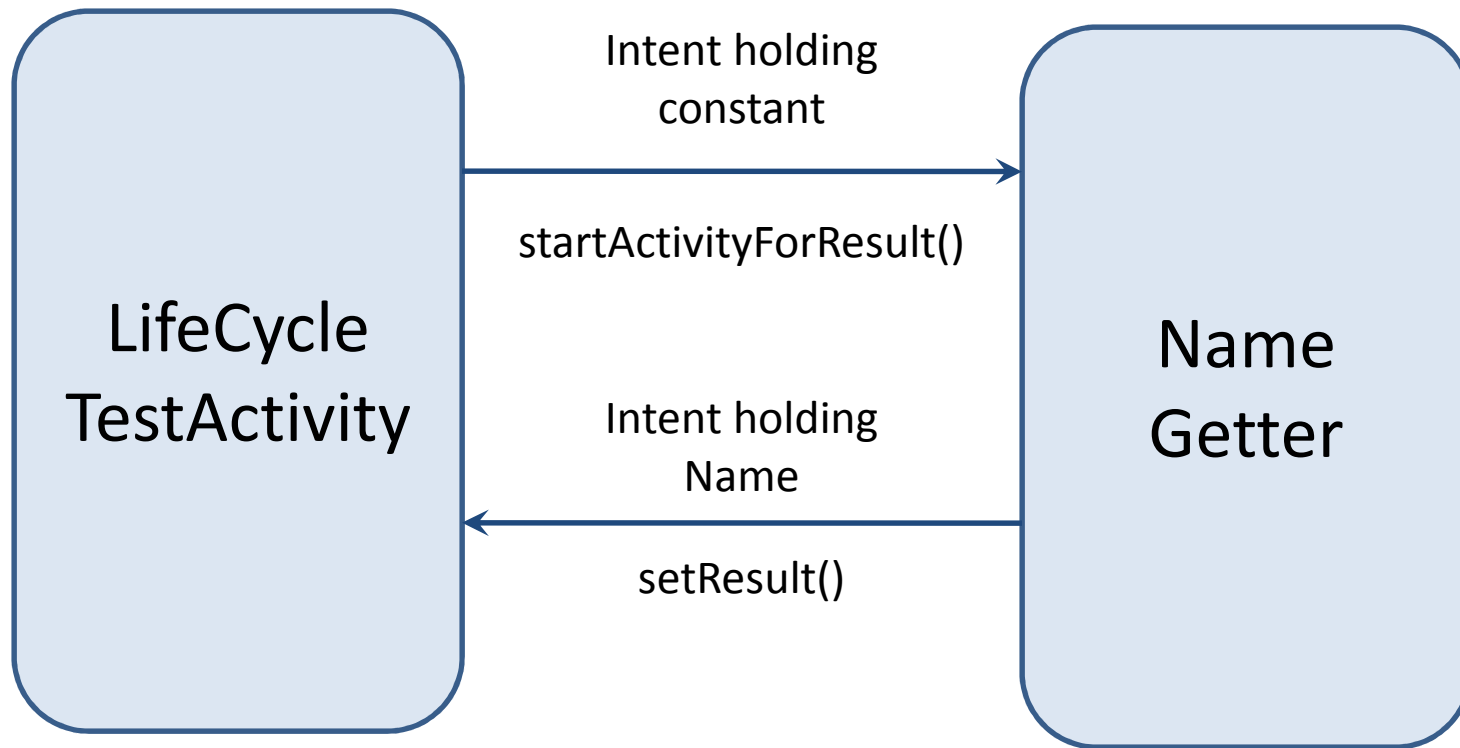 LifeCycle
TestActivity
Intent holding
constant
startActivityForResult()
Intent holding
Name
setResult()
Name
Getter